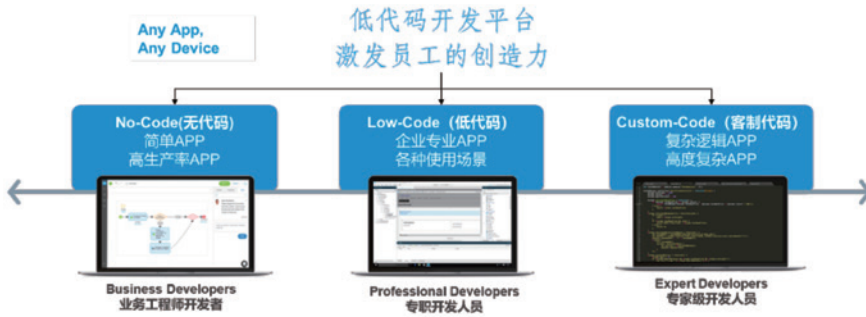 Any App,
Any Device
低代码开发平台
激发员工的创造力
No-Code(无代码)
简单APP
高生产率APP
Low-Code（低代码）
企业专业APP
各种使用场景
Custom-Code（客制代码）
复杂逻辑APP
高度复杂APP
Business Developers
业务工程师开发者
Professional Developers
专职开发人员
Expert Developers
专家级开发人员